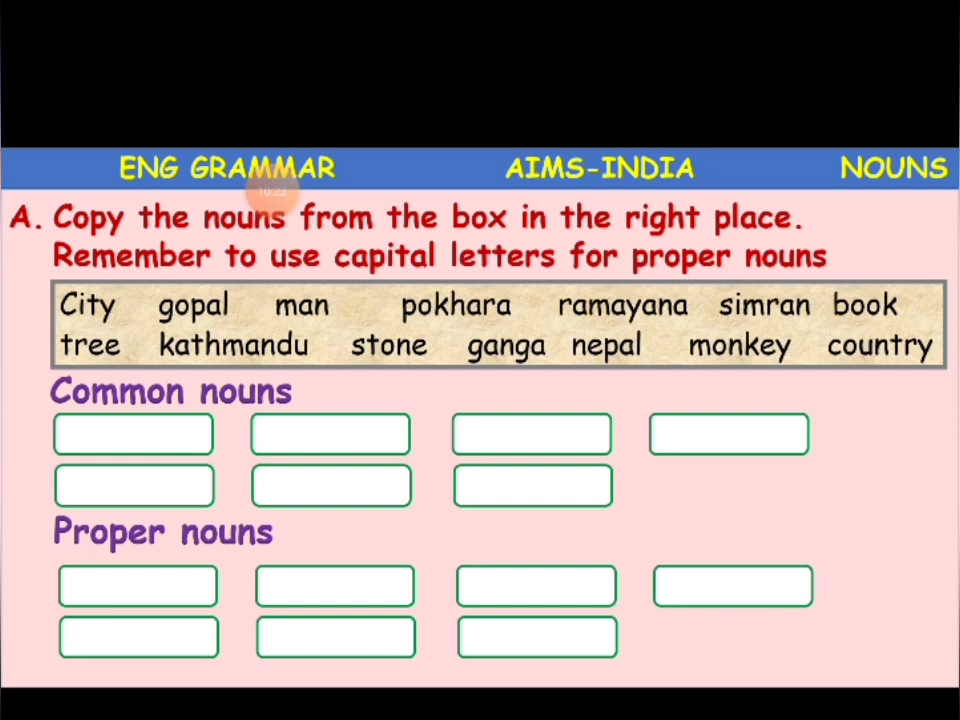 ENG GRAMMAR AIMS-INDIA NOUNS
10:23
A. Copy the nouns from the box in the right place.
Remember to use capital letters for proper nouns
City gopal man pokhara ramayana simran book
tree kathmandu stone ganga nepal monkey country
Common nouns
Proper nouns